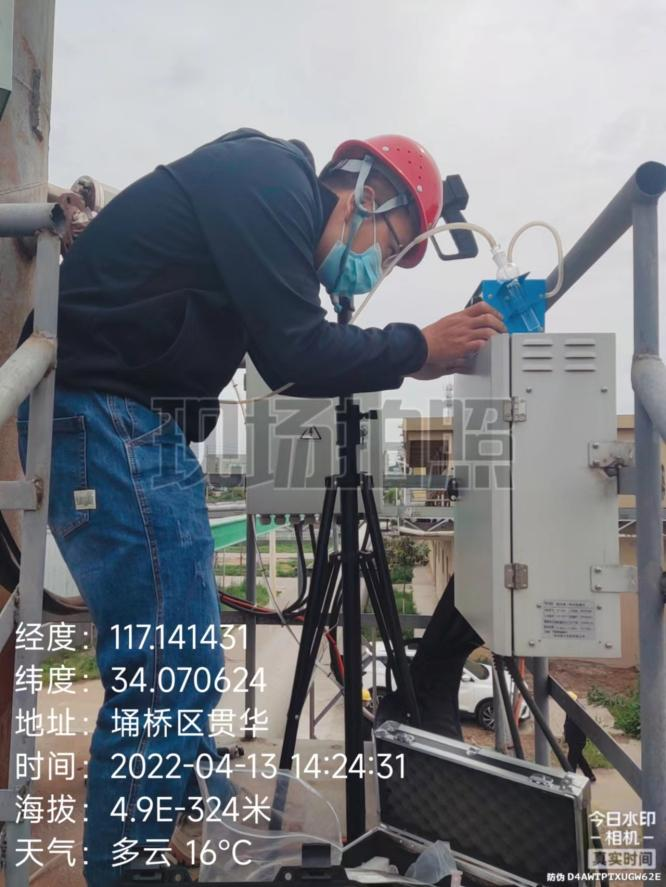 现场拍照
经度：117.141431
纬度：34.070624
地址：埇桥区贯华
时间：2022-04-13 14:24:31
海拔：4.9E-324米
天气：多云 16℃
今日水印
相机
真实时间
防伪 D4AWTPTXUGW62E